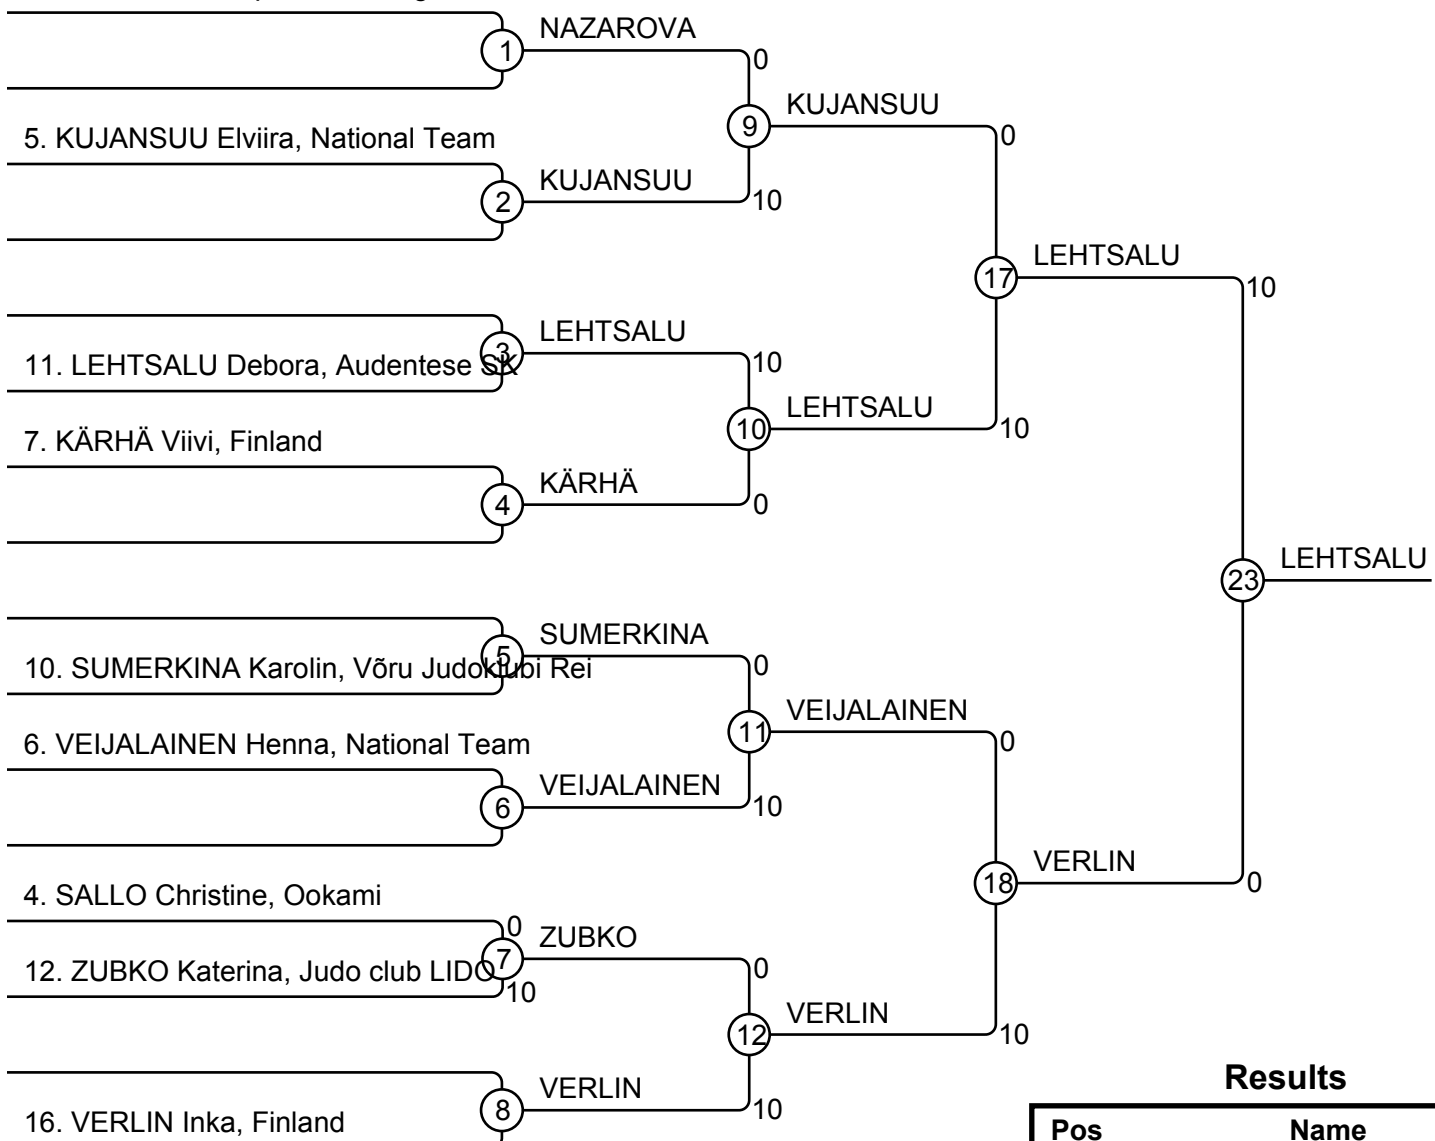 NAZAROVA
1
0
KUJANSUU
9
0
5. KUJANSUU Elviira, National Team
KUJANSUU
2
10
LEHTSALU
17
10
LEHTSALU
3
10
11. LEHTSALU Debora, Audentese SK
LEHTSALU
10
10
7. KÄRHÄ Viivi, Finland
KÄRHÄ
4
0
LEHTSALU
23
SUMERKINA
5
0
10. SUMERKINA Karolin, Võru Judoklubi Rei
VEIJALAINEN
11
0
6. VEIJALAINEN Henna, National Team
VEIJALAINEN
6
10
VERLIN
18
0
4. SALLO Christine, Ookami
0
ZUBKO
7
0
12. ZUBKO Katerina, Judo club LIDO
10
VERLIN
12
10
Results
VERLIN
8
10
16. VERLIN Inka, Finland
Pos Name